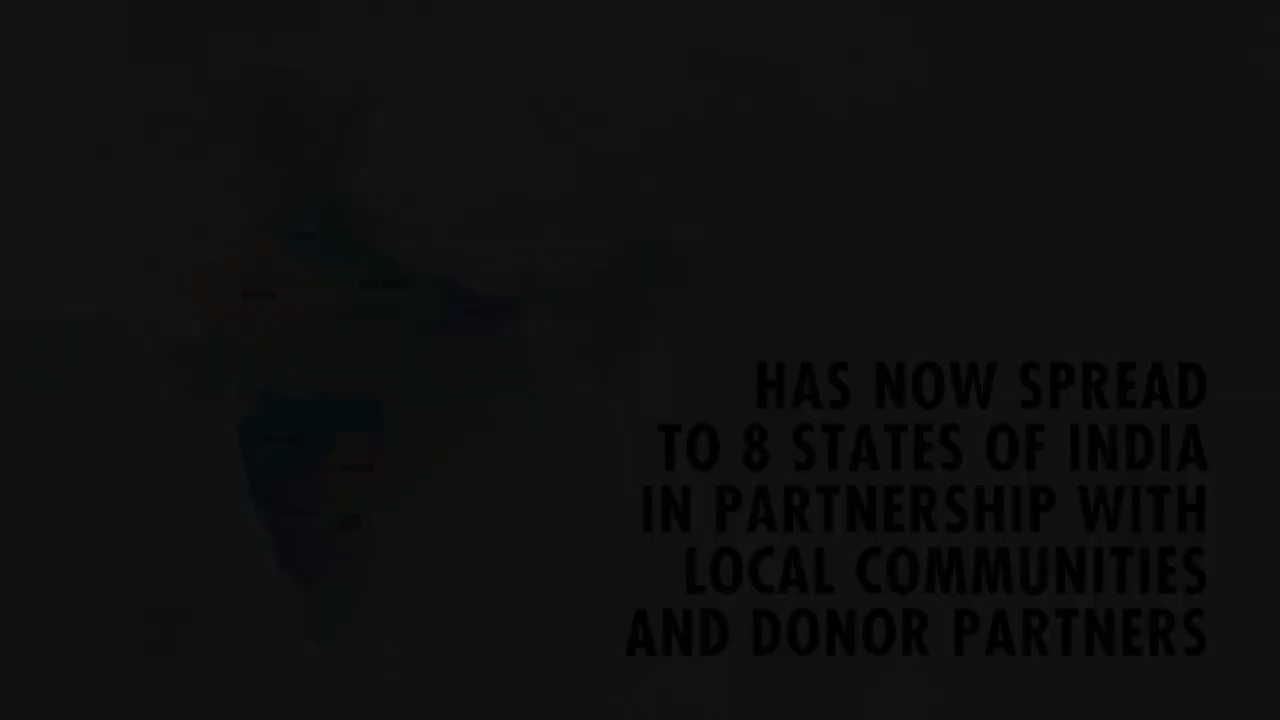 HAS NOW SPREAD
TO 8 STATES OF INDIA
IN PARTNERSHIP WITH
LOCAL COMMUNITIES
AND DONOR PARTNERS